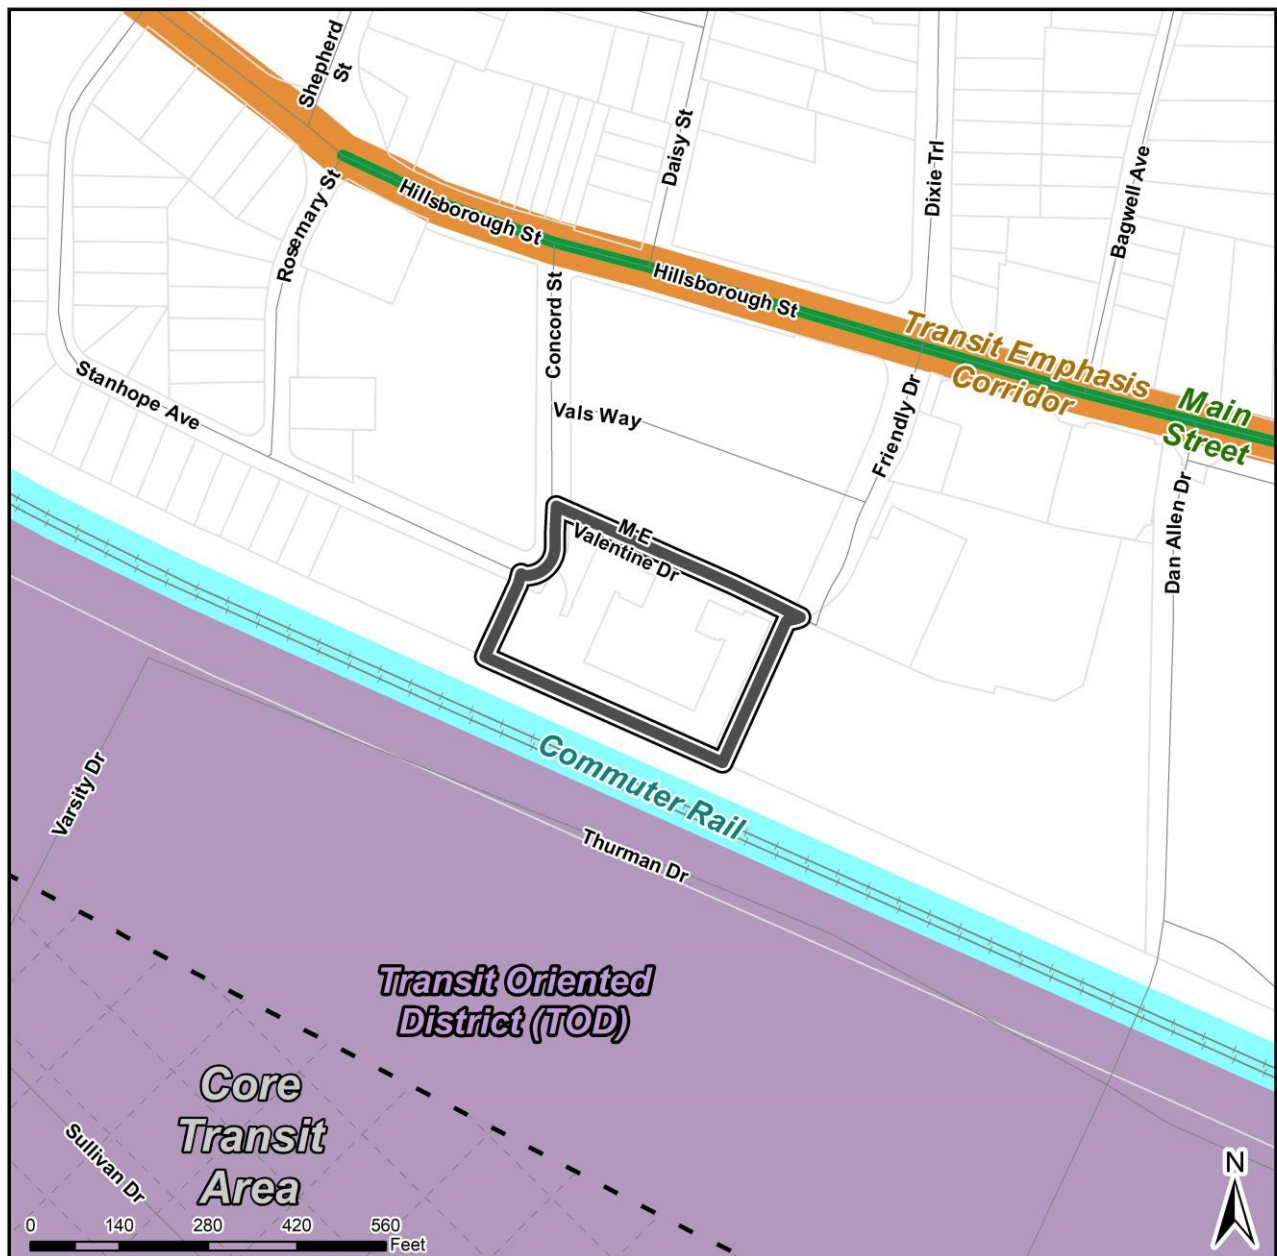 Shepherd
St
Daisy St
Dixie Trl
Bagwell Ave
Rosemary St
Hillsborough St
Hillsborough St
Concord St
Transit Emphasis
Corridor
Main
Street
Stanhope Ave
Vals Way
Friendly Dr
Dan Allen Dr
M E
Valentine Dr
Commuter Rail
Varsity Dr
Thurman Dr
Transit Oriented
District (TOD)
Core
Transit
Area
Sullivan Dr
N
0 140 280 420 560
Feet